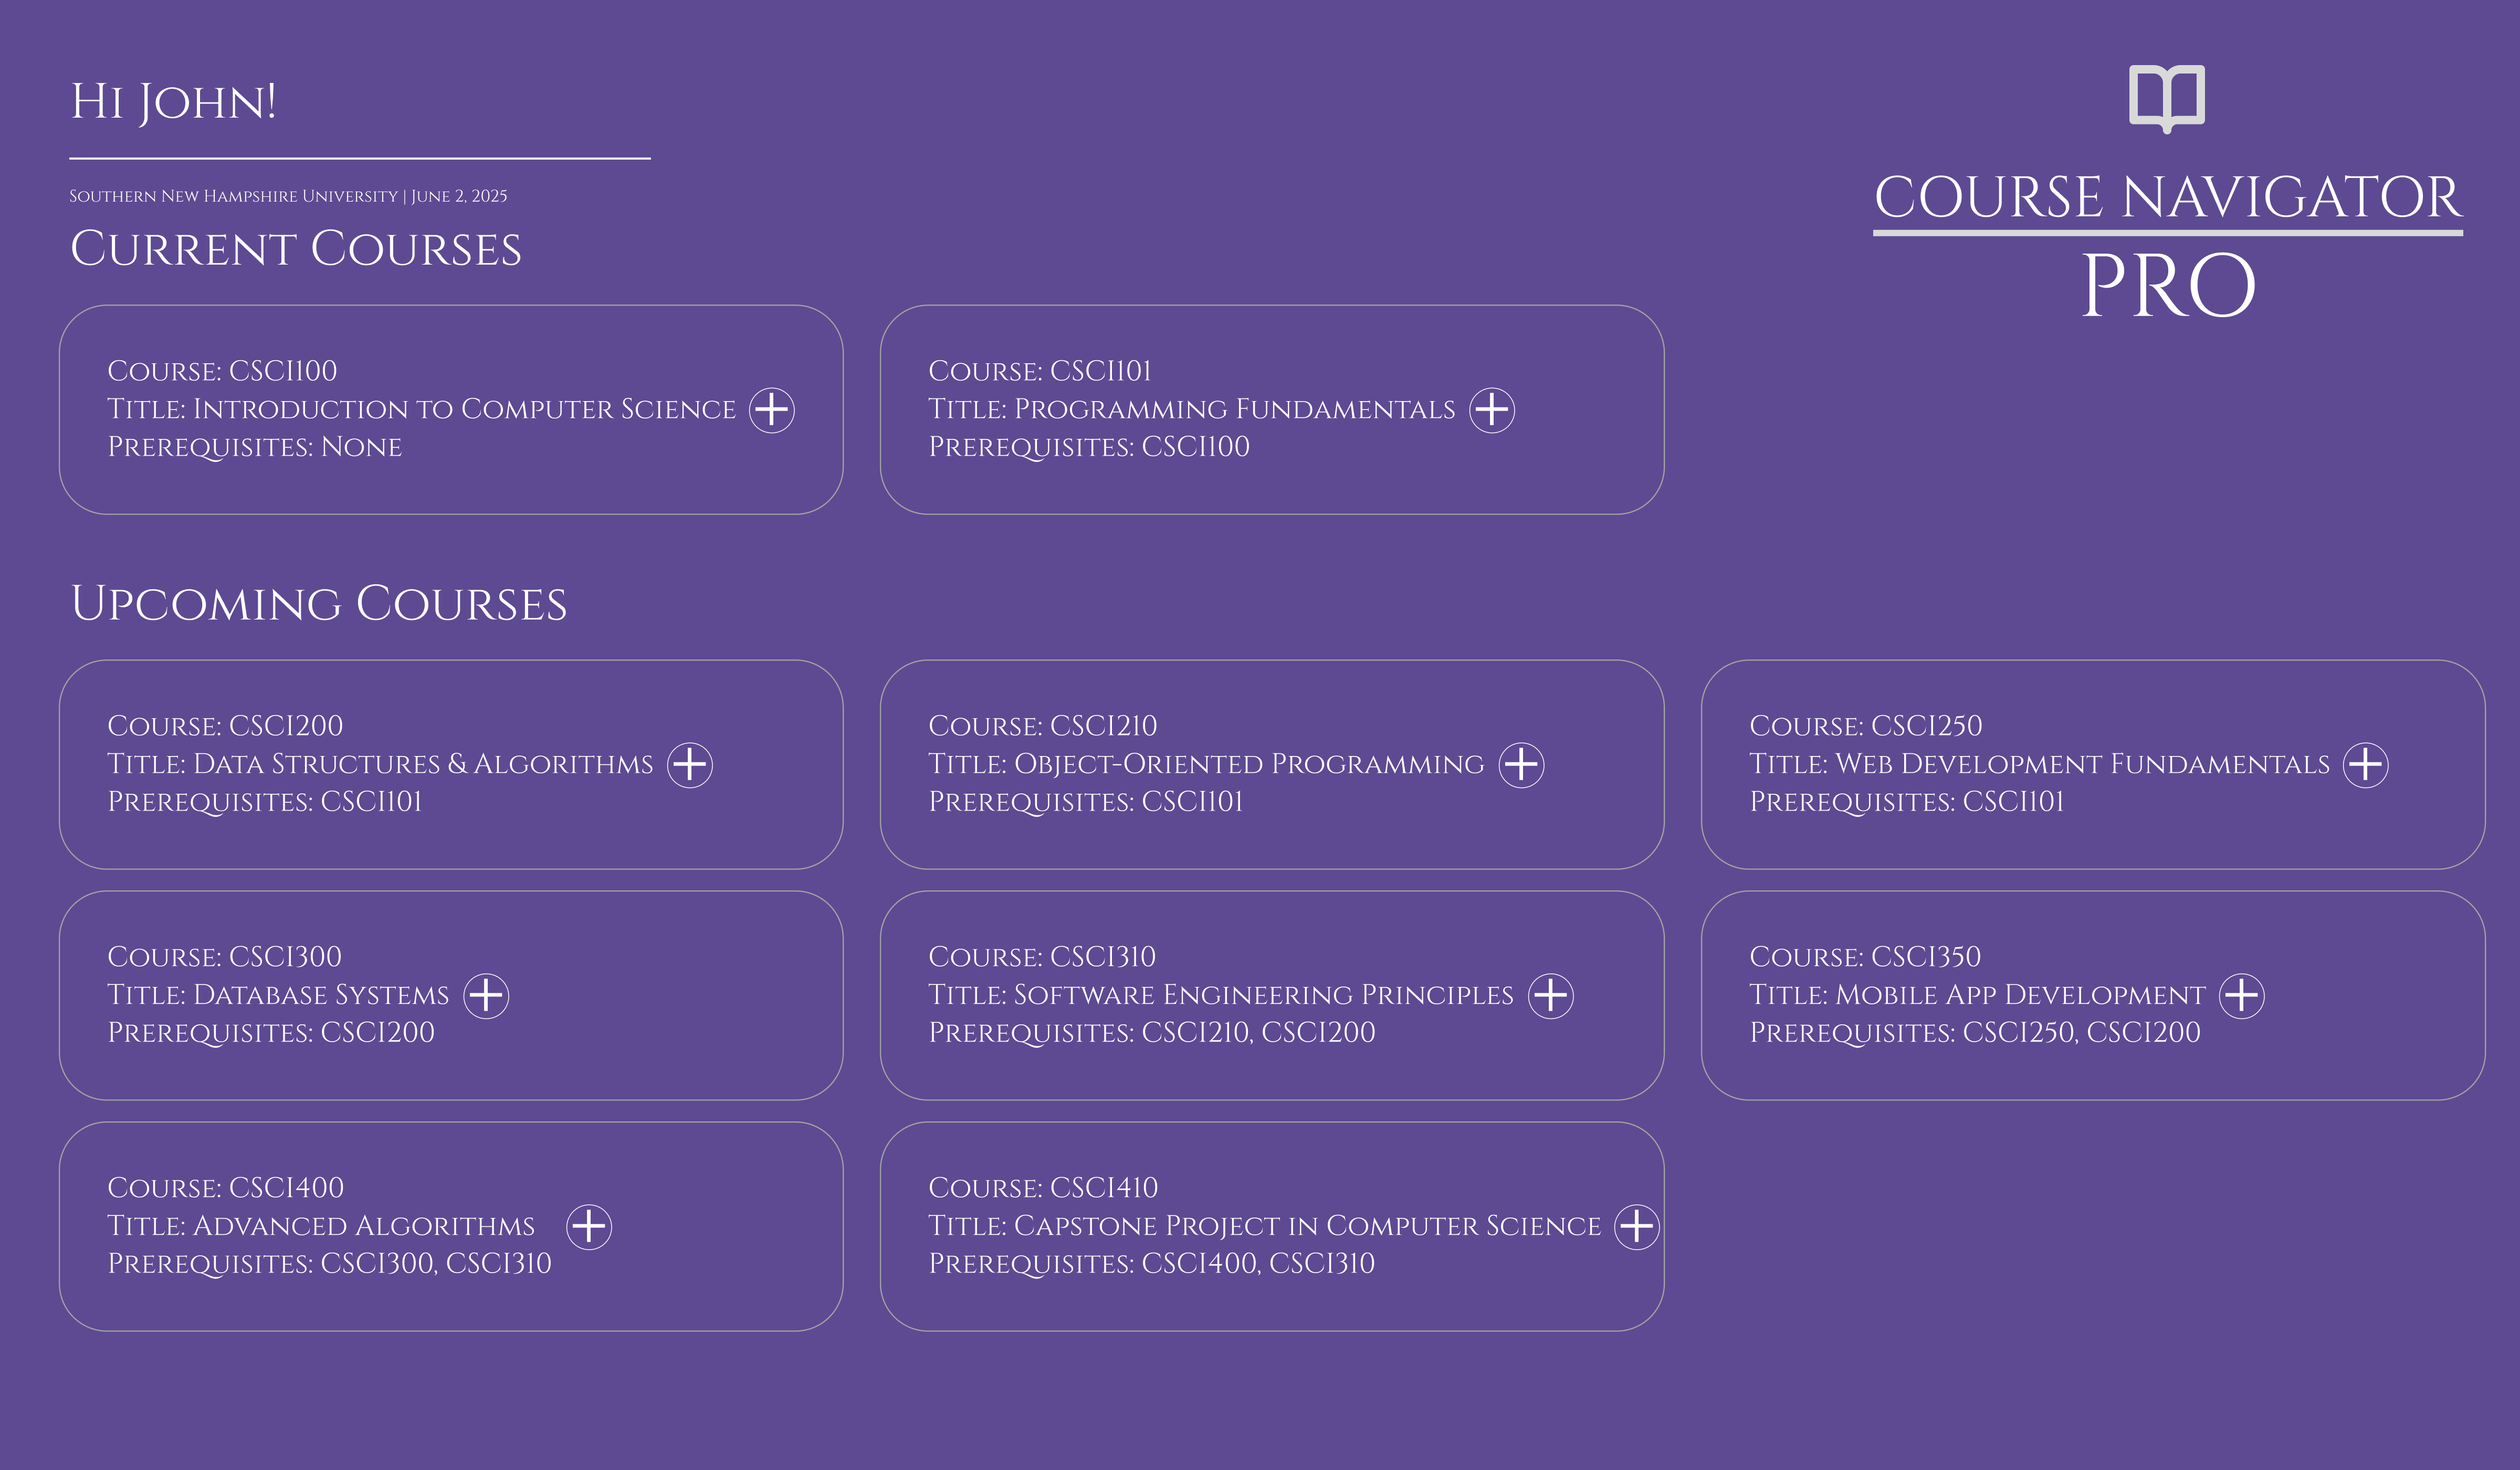 Hi John!
Southern New Hampshire University | June 2, 2025
COURSE NAVIGATOR
PRO
Current Courses
Course: CSCI100
Title: Introduction to Computer Science
Prerequisites: None
Course: CSCI101
Title: Programming Fundamentals
Prerequisites: CSCI100
Upcoming Courses
Course: CSCI200
Title: Data Structures & Algorithms
Prerequisites: CSCI101
Course: CSCI210
Title: Object-Oriented Programming
Prerequisites: CSCI101
Course: CSCI250
Title: Web Development Fundamentals
Prerequisites: CSCI101
Course: CSCI300
Title: Database Systems
Prerequisites: CSCI200
Course: CSCI310
Title: Software Engineering Principles
Prerequisites: CSCI210, CSCI200
Course: CSCI350
Title: Mobile App Development
Prerequisites: CSCI250, CSCI200
Course: CSCI400
Title: Advanced Algorithms
Prerequisites: CSCI300, CSCI310
Course: CSCI410
Title: Capstone Project in Computer Science
Prerequisites: CSCI400, CSCI310